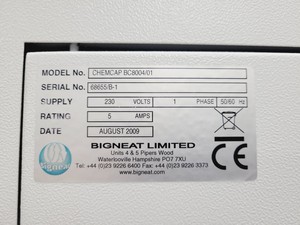 MODEL No. CHEMCAP BC8004/01
SERIAL No. 68655/B-1
SUPPLY 230 VOLTS 1 PHASE 50/60 Hz
RATING 5 AMPS
DATE AUGUST 2009
BIGNEAT LIMITED
Units 4 & 5 Pipers Wood
Waterlooville Hampshire PO7 7XU
Tel: +44 (0)23 9226 6400 Fax: +44 (0)23 9226 3373
www.bigneat.com
Bigneat
CE